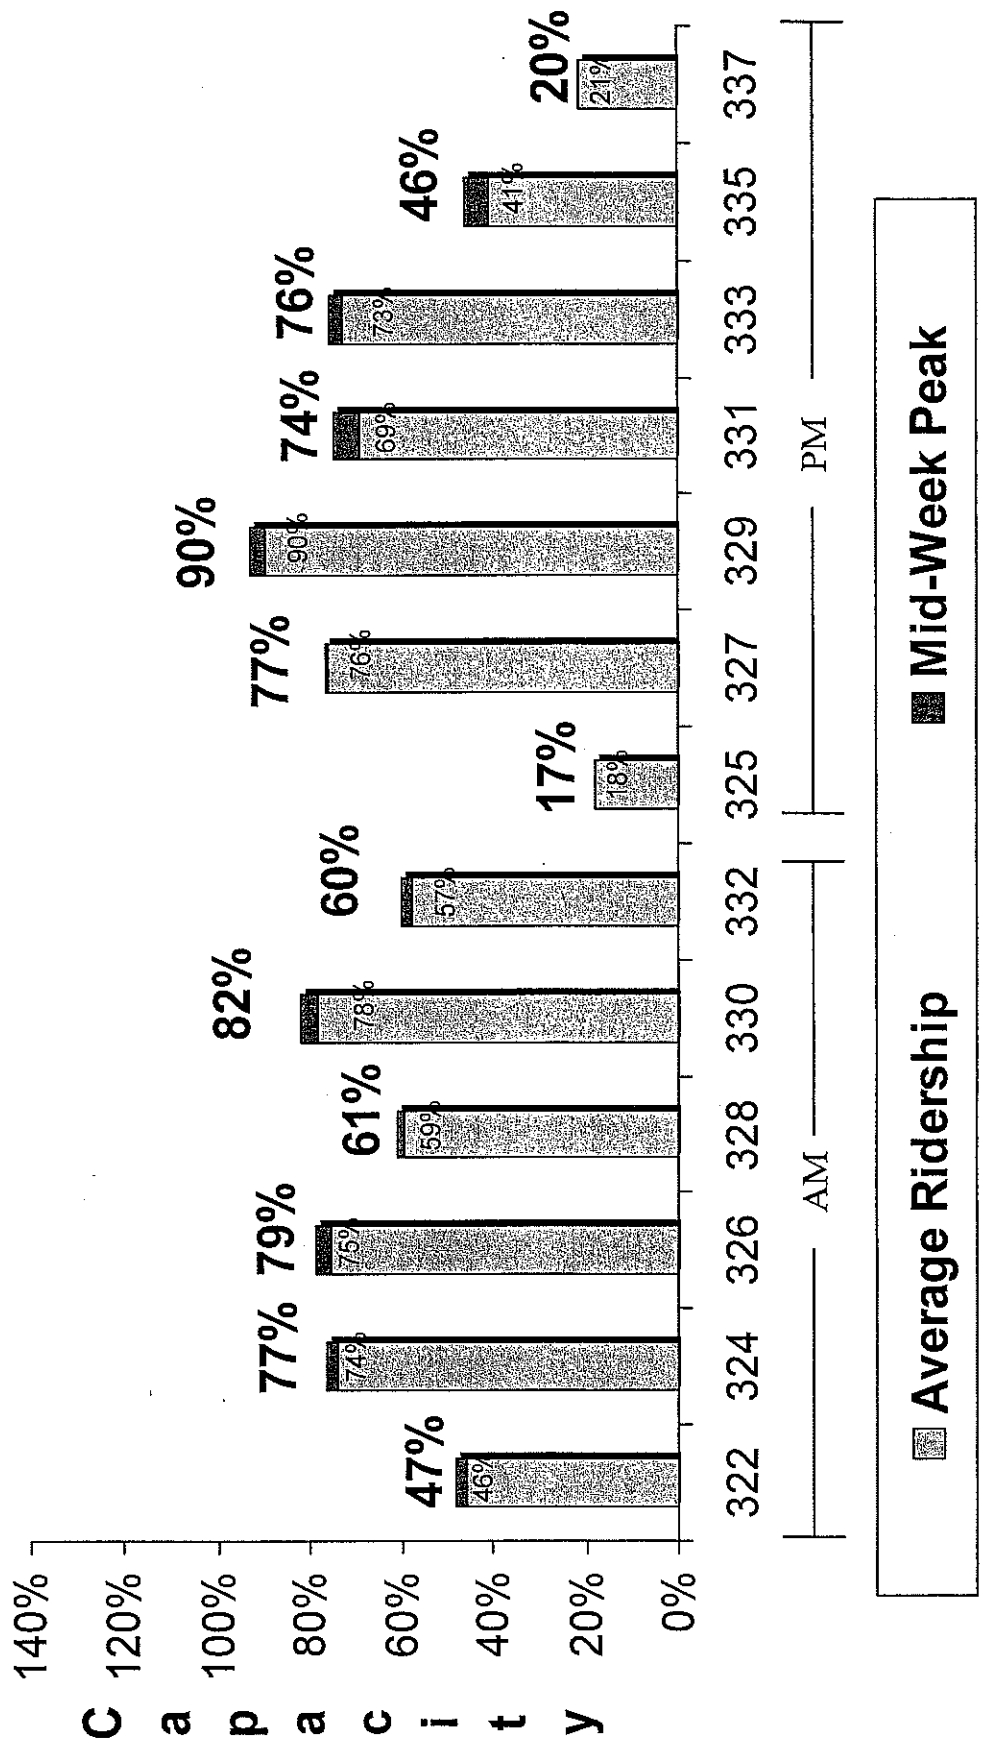 Capacity
140%
120%
100%
80%
60%
40%
20%
0%
47% 77% 79% 61% 82% 60% 17% 77% 90% 74% 76% 46% 20%
46% 74% 75% 59% 78% 57% 18% 76% 90% 69% 73% 41% 21%
322 324 326 328 330 332 325 327 329 331 333 335 337
AM PM
Average Ridership Mid-Week Peak